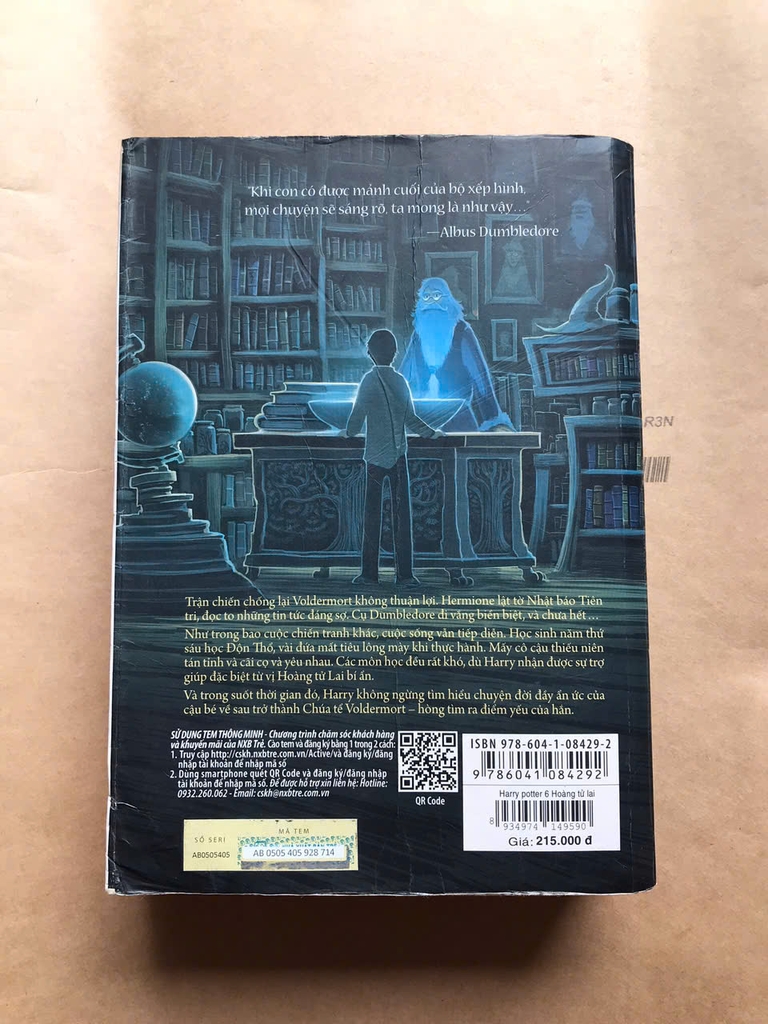 "Khi con có được mảnh cuối của bộ xếp hình,
mọi chuyện sẽ sáng rõ, ta mong là như vậy..."
—Albus Dumbledore
R3N
Trận chiến chống lại Voldermort không thuận lợi. Hermione lật tờ Nhật báo Tiên
tri, đọc to những tin tức đáng sợ. Cụ Dumbledore đi vắng biền biệt, và chưa hết...
Như trong bao cuộc chiến tranh khác, cuộc sống vẫn tiếp diễn. Học sinh năm thứ
sáu học Độn Thổ, vài đứa mất tiêu lông mày khi thực hành. Mấy cô cậu thiếu niên
tán tỉnh và cãi cọ và yêu nhau. Các môn học đều rất khó, dù Harry nhận được sự trợ
giúp đặc biệt từ vị Hoàng tử Lai bí ẩn.
Và trong suốt thời gian đó, Harry không ngừng tìm hiểu chuyện đời đầy ẩn ức của
cậu bé về sau trở thành Chúa tể Voldermort – hòng tìm ra điểm yếu của hắn.
SỬ DỤNG TEM THÔNG MINH - Chương trình chăm sóc khách hàng
và khuyến mãi của NXB Trẻ. Cào tem và đăng ký bằng 1 trong 2 cách:
1. Truy cập http://cskh.nxbtre.com.vn/Active/và đăng ký/đăng
nhập tài khoản để nhập mã số
2. Dùng smartphone quét QR Code và đăng ký/đăng nhập
tài khoản để nhập mã số. Để được hỗ trợ xin liên hệ: Hotline:
0932.260.062 - Email: cskh@nxbtre.com.vn
QR Code
ISBN 978-604-1-08429-2
9 786041 084292
Harry potter 6 Hoàng tử lai
8 934974 149590
Giá: 215.000 đ
SỐ SERI
AB0505405
MÃ TEM
AB 0505 405 928 714